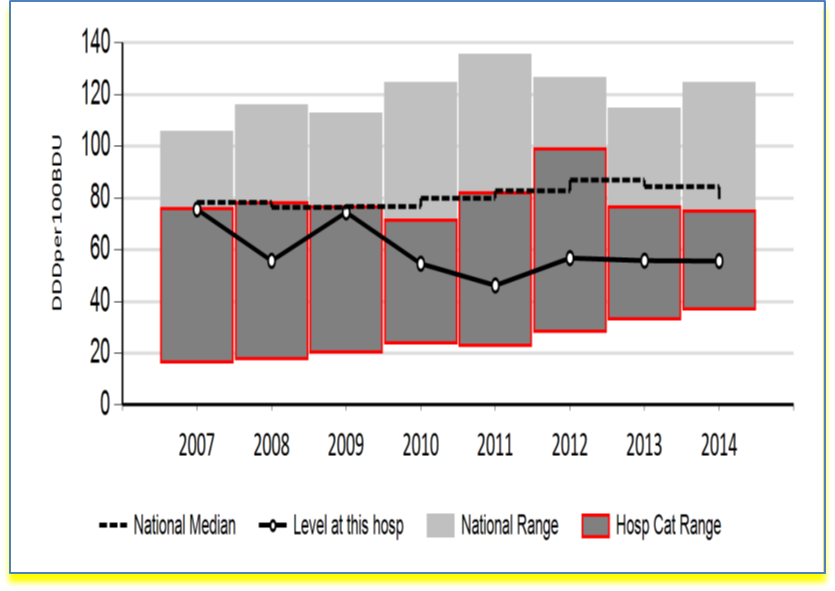 140
120
100
80
60
40
20
0
DDDper100BDU
2007 2008 2009 2010 2011 2012 2013 2014
National Median Level at this hosp National Range Hosp Cat Range